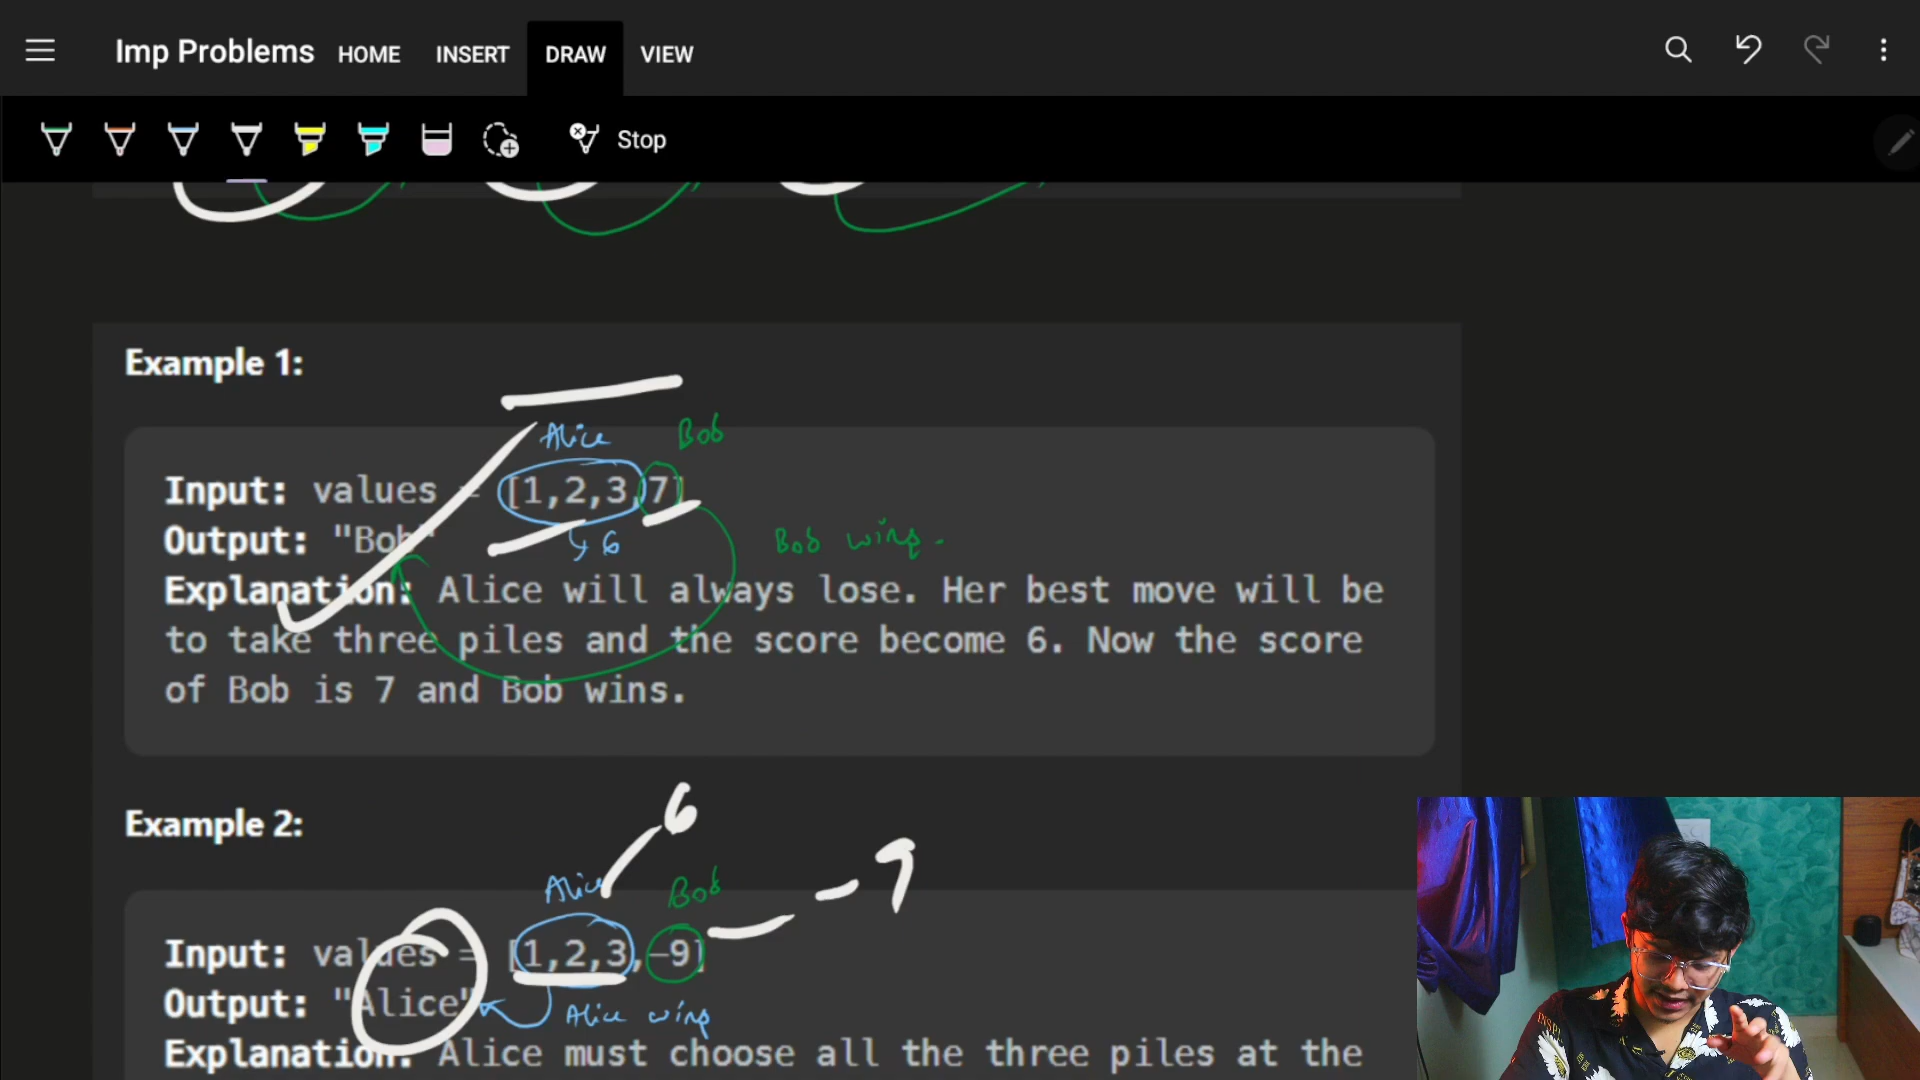 Imp Problems HOME INSERT DRAW VIEW
Stop
Example 1:
Alice Bob
Input: values = [1,2,3,7]
Output: "Bob"
6
Bob wins.
Explanation: Alice will always lose. Her best move will be
to take three piles and the score become 6. Now the score
of Bob is 7 and Bob wins.
6
Example 2:
-9
Alice Bob
Input: values = [1,2,3,-9]
Output: "Alice"
Alice wins
Explanation: Alice must choose all the three piles at the